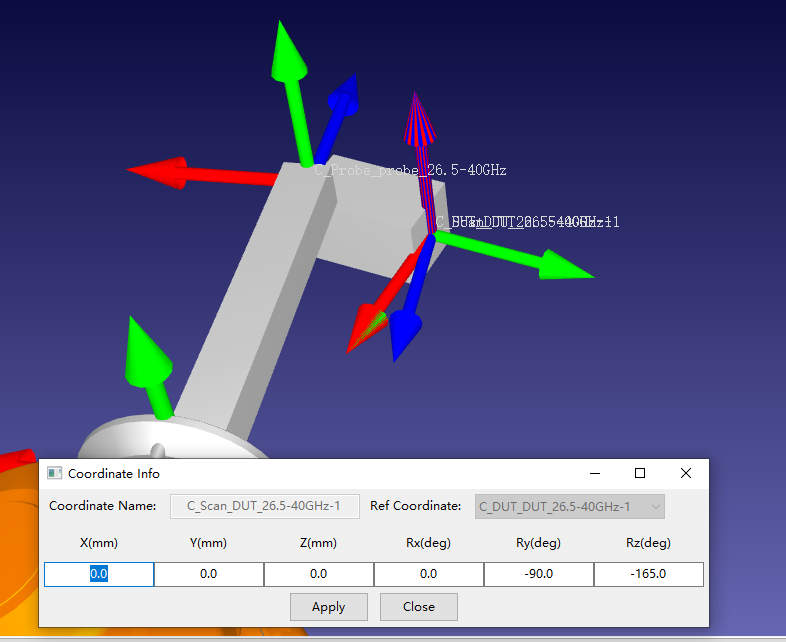 C_Probe_probe_26.5-40GHz
Coordinate Info
Coordinate Name: C_Scan_DUT_26.5-40GHz-1 Ref Coordinate: C_DUT_DUT_26.5-40GHz-1
X(mm) Y(mm) Z(mm) Rx(deg) Ry(deg) Rz(deg)
0.0 0.0 0.0 0.0 -90.0 -165.0
Apply Close